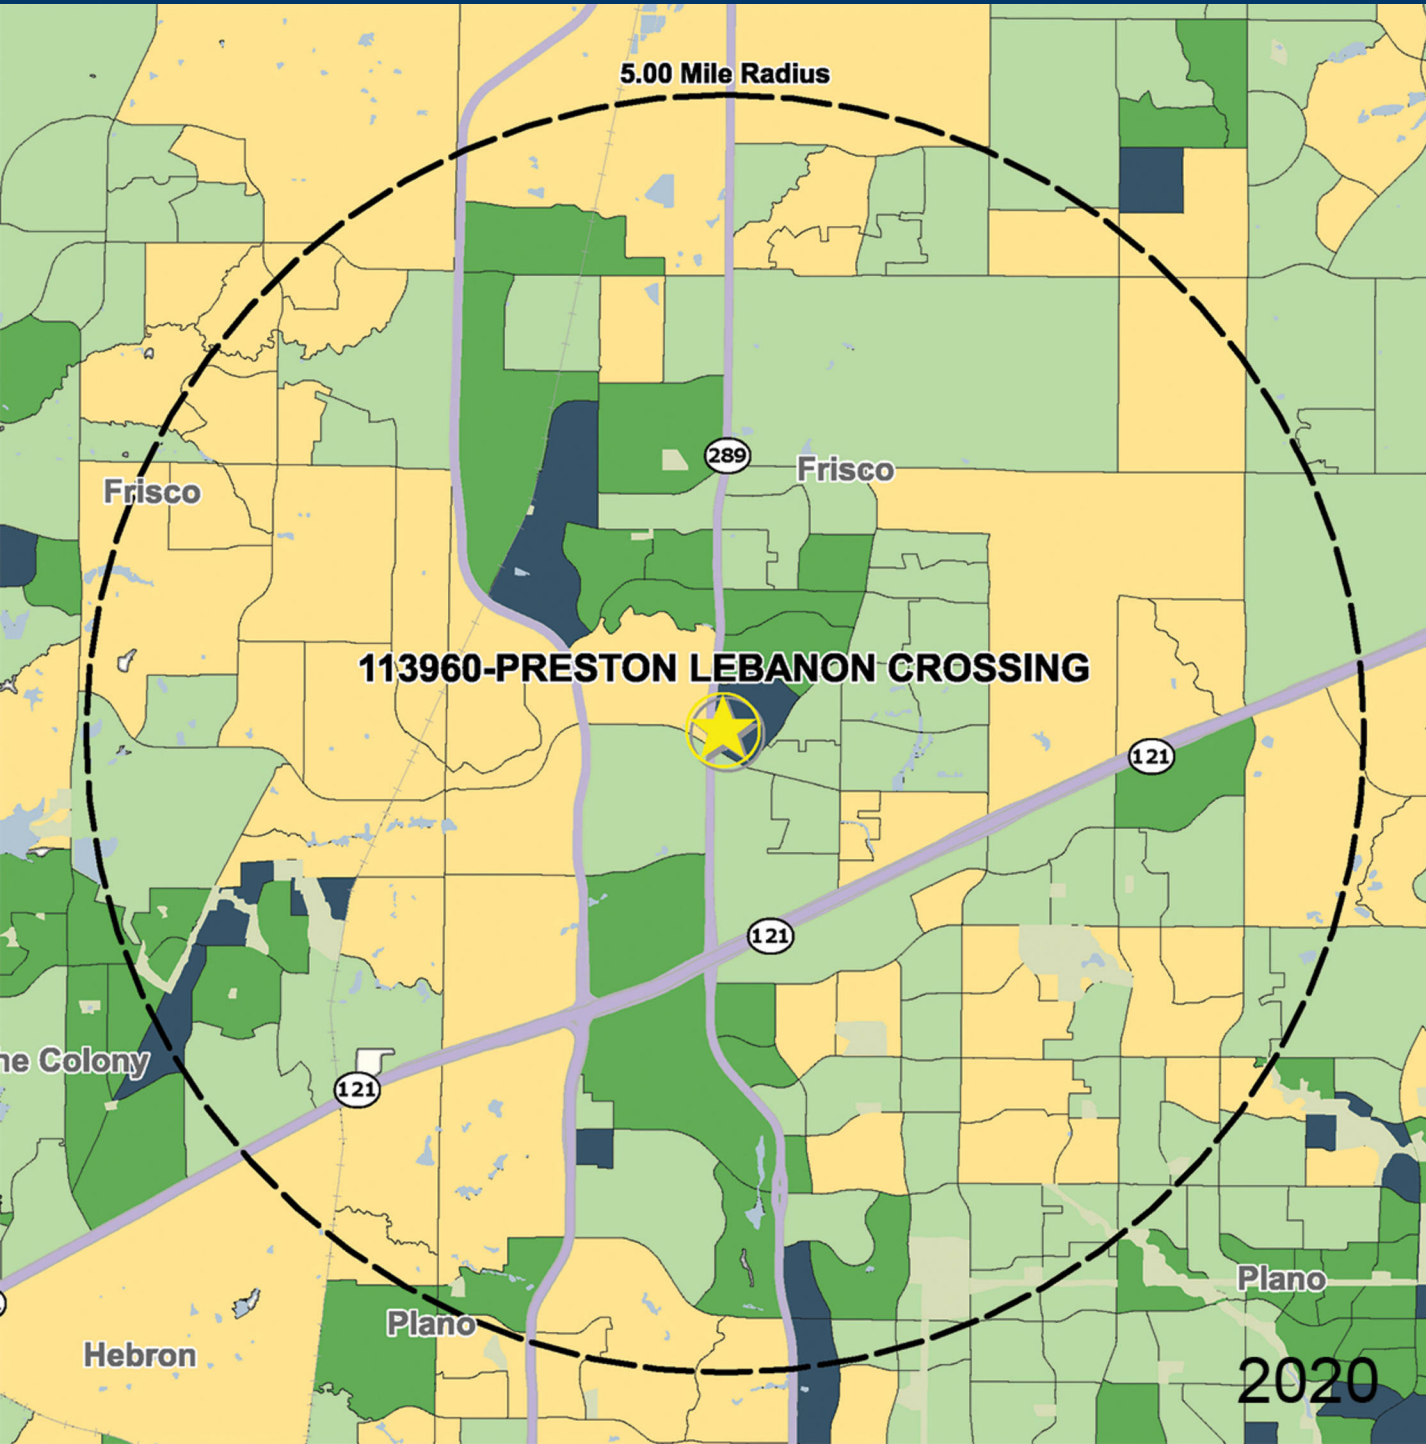 5.00 Mile Radius
289
Frisco
Frisco
113960-PRESTON LEBANON CROSSING
121
121
he Colony
121
Plano
Plano
Hebron
2020